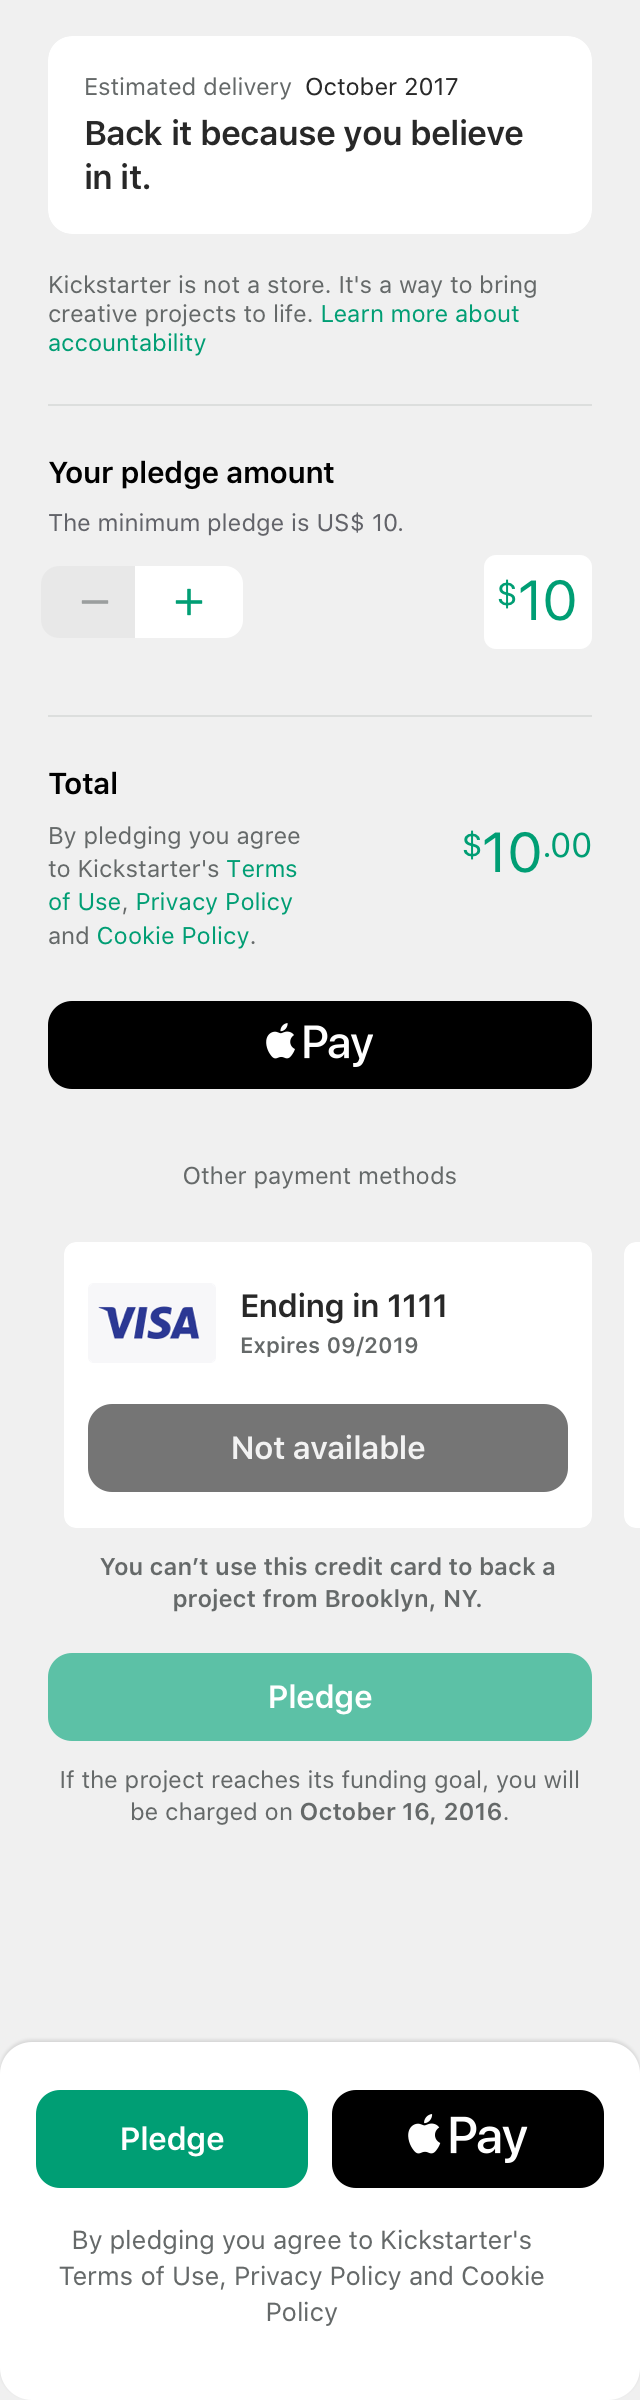 Estimated delivery October 2017
Back it because you believe
in it.
Kickstarter is not a store. It's a way to bring
creative projects to life. Learn more about
accountability
Your pledge amount
The minimum pledge is US$ 10.
− +
$10
Total
By pledging you agree
to Kickstarter's Terms
of Use, Privacy Policy
and Cookie Policy.
$10.00
Pay
Other payment methods
VISA
Ending in 1111
Expires 09/2019
Not available
You can’t use this credit card to back a
project from Brooklyn, NY.
Pledge
If the project reaches its funding goal, you will
be charged on October 16, 2016.
Pledge
Pay
By pledging you agree to Kickstarter's
Terms of Use, Privacy Policy and Cookie
Policy